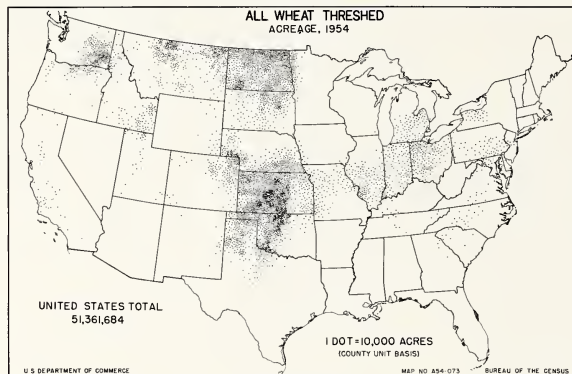 ALL WHEAT THRESHED
ACREAGE, 1954
UNITED STATES TOTAL
51,361,684
1 DOT = 10,000 ACRES
(COUNTY UNIT BASIS)
U S DEPARTMENT OF COMMERCE
MAP NO A54-073
BUREAU OF THE CENSUS